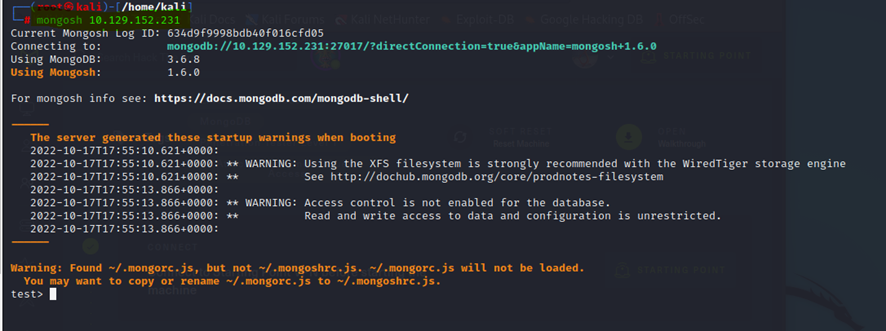 (root㉿kali)-[/home/kali]
# mongosh 10.129.152.231
Current Mongosh Log ID: 634d9f9998bdb40f016cfd05
Connecting to: mongodb://10.129.152.231:27017/?directConnection=true&appName=mongosh+1.6.0
Using MongoDB: 3.6.8
Using Mongosh: 1.6.0
For mongosh info see: https://docs.mongodb.com/mongodb-shell/
------
The server generated these startup warnings when booting
2022-10-17T17:55:10.621+0000:
2022-10-17T17:55:10.621+0000: ** WARNING: Using the XFS filesystem is strongly recommended with the WiredTiger storage engine
2022-10-17T17:55:10.621+0000: ** See http://dochub.mongodb.org/core/prodnotes-filesystem
2022-10-17T17:55:13.866+0000:
2022-10-17T17:55:13.866+0000: ** WARNING: Access control is not enabled for the database.
2022-10-17T17:55:13.866+0000: ** Read and write access to data and configuration is unrestricted.
2022-10-17T17:55:13.866+0000:
------
Warning: Found ~/.mongorc.js, but not ~/.mongoshrc.js. ~/.mongorc.js will not be loaded.
You may want to copy or rename ~/.mongorc.js to ~/.mongoshrc.js.
test>